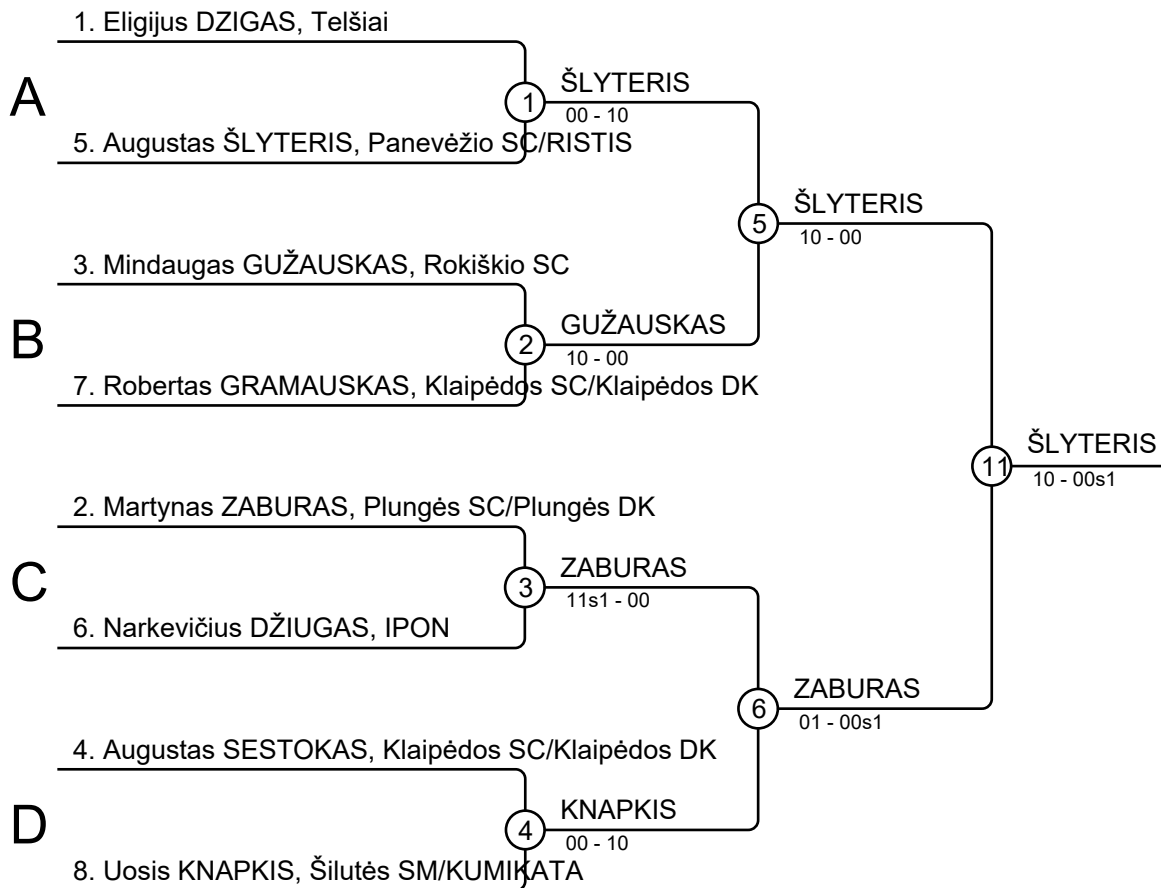 1. Eligijus DZIGAS, Telšiai
A
1
ŠLYTERIS
00 - 10
5. Augustas ŠLYTERIS, Panevėžio SC/RISTIS
5
ŠLYTERIS
10 - 00
3. Mindaugas GUŽAUSKAS, Rokiškio SC
B
2
GUŽAUSKAS
10 - 00
7. Robertas GRAMAUSKAS, Klaipėdos SC/Klaipėdos DK
11
ŠLYTERIS
10 - 00s1
2. Martynas ZABURAS, Plungės SC/Plungės DK
C
3
ZABURAS
11s1 - 00
6. Narkevičius DŽIUGAS, IPON
6
ZABURAS
01 - 00s1
4. Augustas SESTOKAS, Klaipėdos SC/Klaipėdos DK
D
4
KNAPKIS
00 - 10
8. Uosis KNAPKIS, Šilutės SM/KUMIKATA